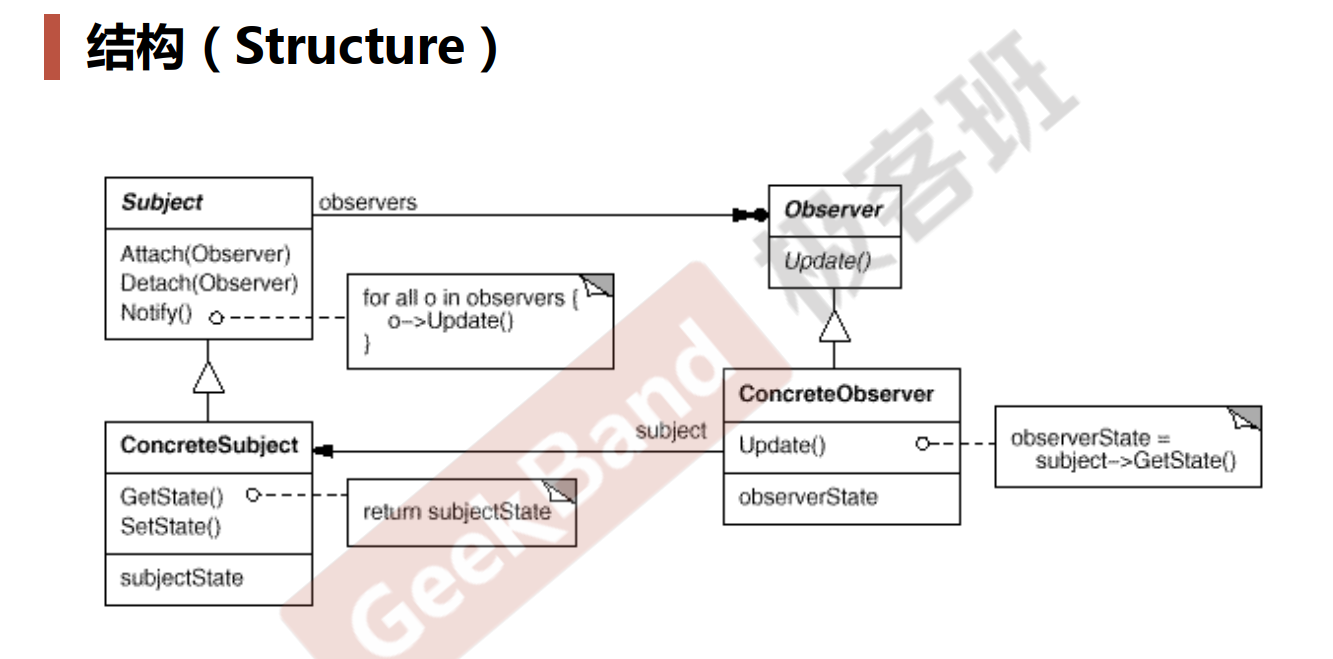 结构（Structure）
Subject
observers
Observer
Attach(Observer)
Detach(Observer)
Notify()
Update()
for all o in observers {
o->Update()
}
ConcreteSubject
subject
ConcreteObserver
Update()
observerState =
subject->GetState()
GetState()
SetState()
return subjectState
observerState
subjectState
GeekBand
极客班